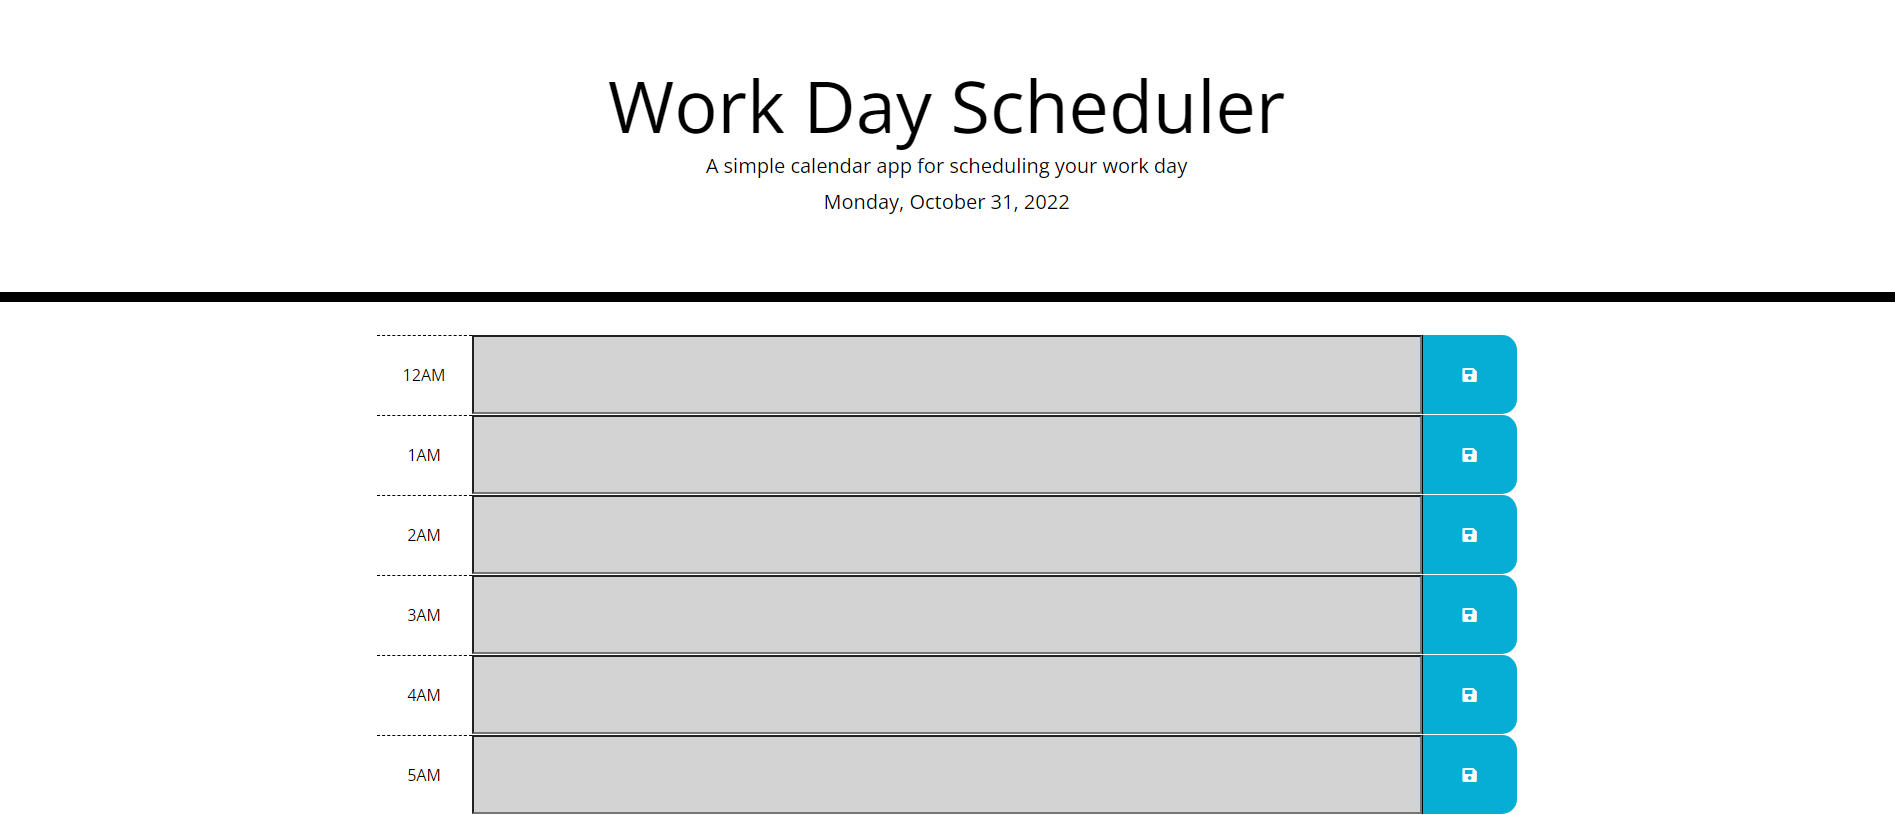 Work Day Scheduler
A simple calendar app for scheduling your work day
Monday, October 31, 2022
12AM
1AM
2AM
3AM
4AM
5AM